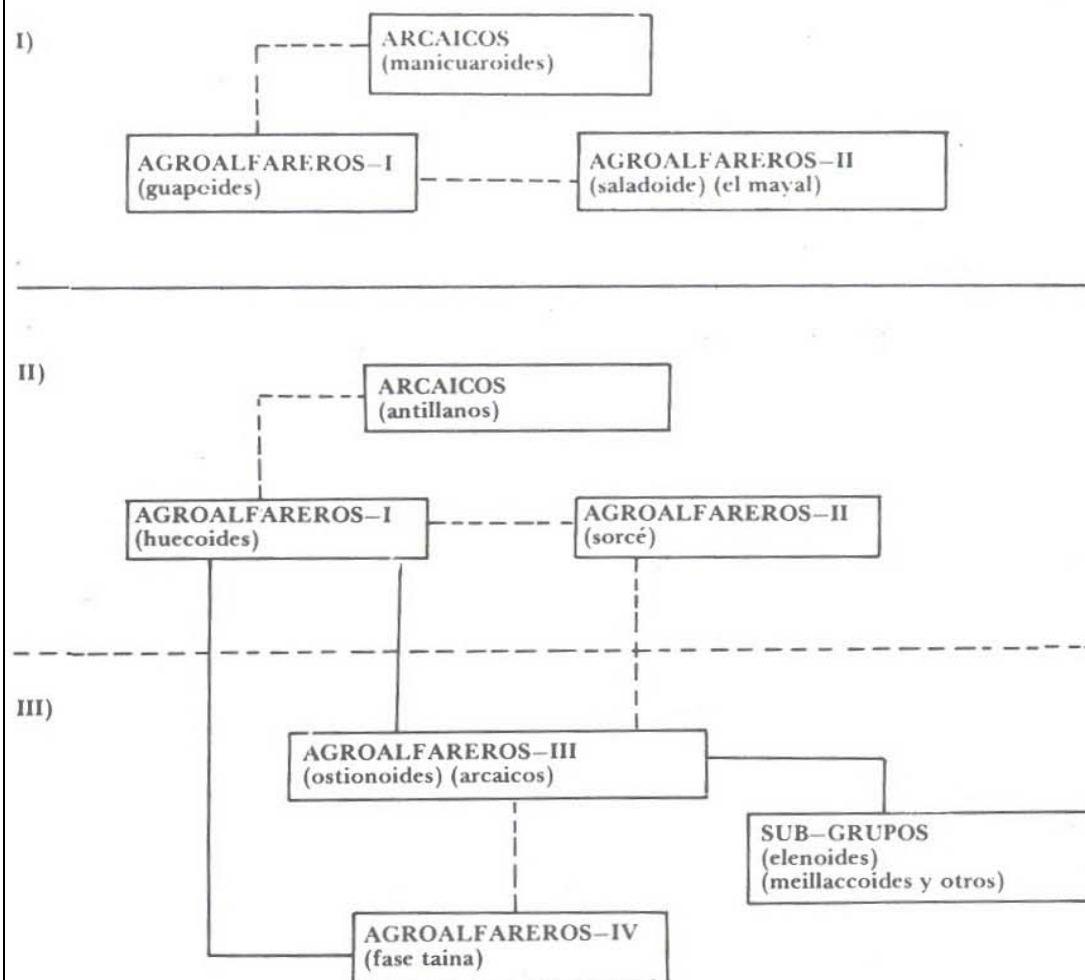 I)
ARCAICOS
(manicuaroides)
AGROALFAREROS—I
(guapoides)
AGROALFAREROS—II
(saladoide) (el mayal)
II)
ARCAICOS
(antillanos)
AGROALFAREROS—I
(huecoides)
AGROALFAREROS—II
(sorcé)
III)
AGROALFAREROS—III
(ostionoides) (arcaicos)
SUB—GRUPOS
(elenoides)
(meillaccoides y otros)
AGROALFAREROS—IV
(fase taina)